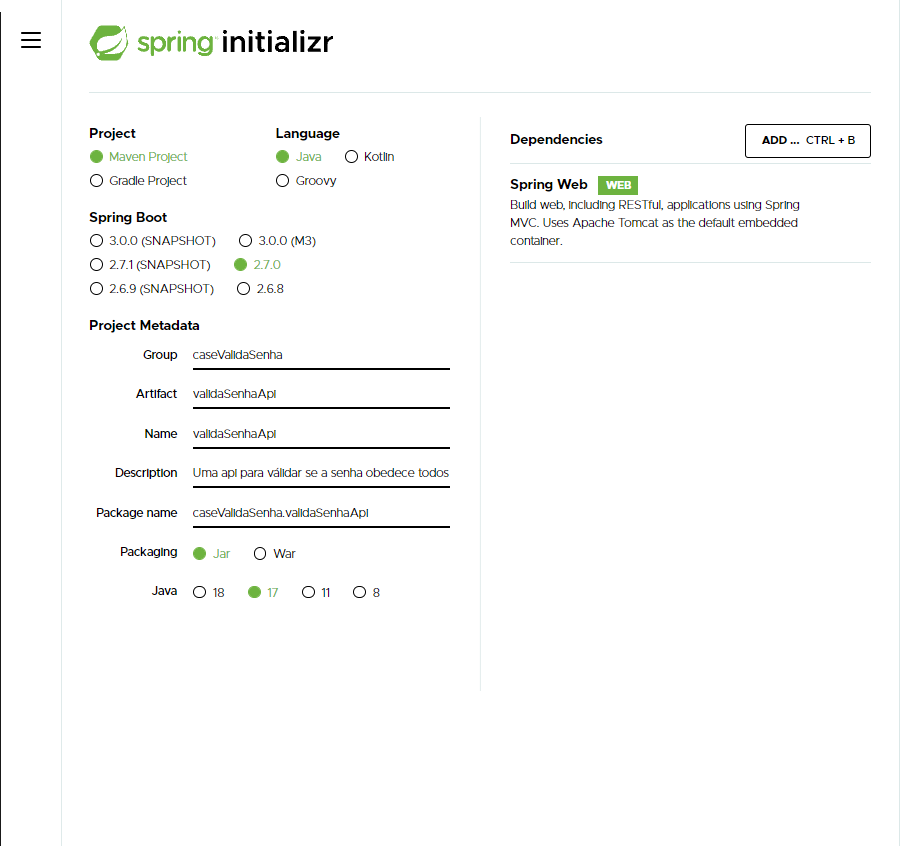 spring initializr
Project
Maven Project
Gradle Project
Language
Java Kotlin
Groovy
Spring Boot
3.0.0 (SNAPSHOT) 3.0.0 (M3)
2.7.1 (SNAPSHOT) 2.7.0
2.6.9 (SNAPSHOT) 2.6.8
Project Metadata
Group caseValidaSenha
Artifact validaSenhaApi
Name validaSenhaApi
Description Uma api para válidar se a senha obedece todos
Package name caseValidaSenha.validaSenhaApi
Packaging Jar War
Java 18 17 11 8
Dependencies ADD ... CTRL + B
Spring Web WEB
Build web, including RESTful, applications using Spring
MVC. Uses Apache Tomcat as the default embedded
container.